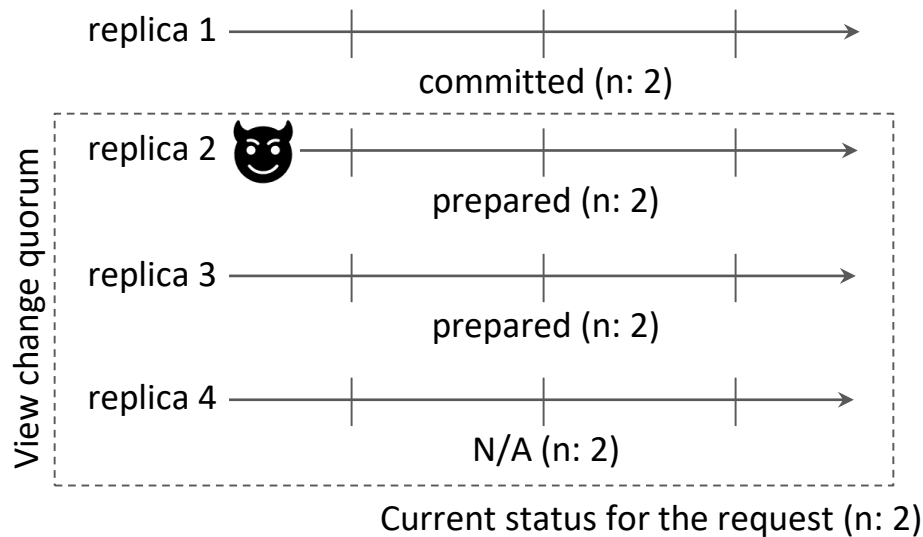 replica 1
committed (n: 2)
View change quorum
replica 2
prepared (n: 2)
replica 3
prepared (n: 2)
replica 4
N/A (n: 2)
Current status for the request (n: 2)